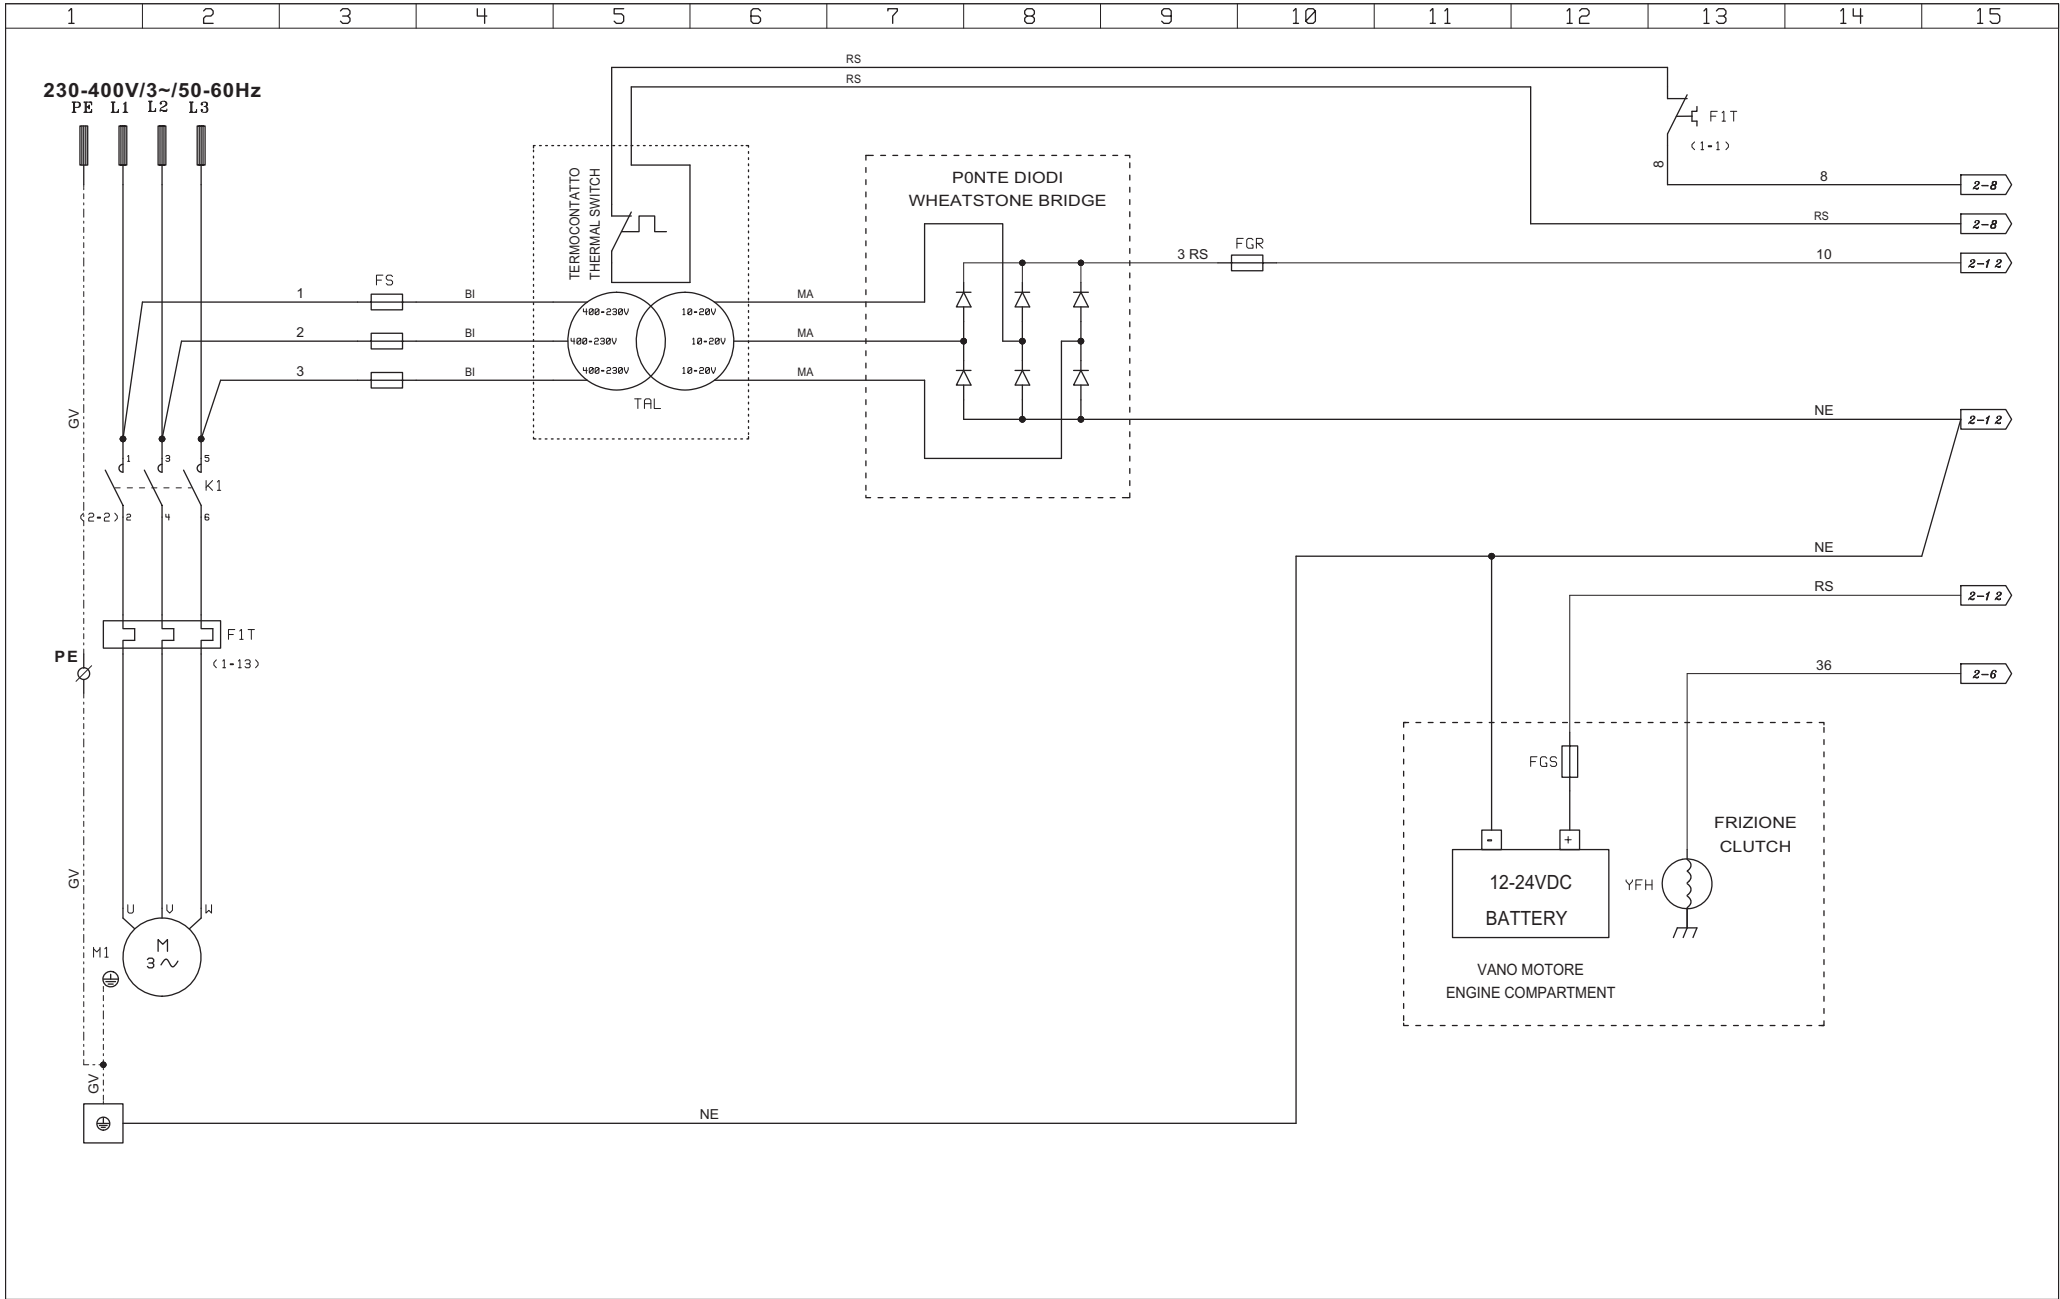 1 2 3 4 5 6 7 8 9 10 11 12 13 14 15
230-400V/3~/50-60Hz
PE L1 L2 L3
RS
RS
F1T
(1-1)
8
8
2-8
TERMOCONTATTO
THERMAL SWITCH
P0NTE DIODI
WHEATSTONE BRIDGE
RS
2-8
3 RS
FGR
10
2-12
FS
1
BI
400-230V
10-20V
MA
2
BI
400-230V
10-20V
MA
3
BI
400-230V
10-20V
MA
TAL
GV
NE
2-12
1 3 5
K1
(2-2) 2 4 6
NE
RS
2-12
F1T
(1-13)
PE
36
2-6
FGS
GV
U V W
M1
M
3
- +
12-24VDC
BATTERY
FRIZIONE
CLUTCH
YFH
VANO MOTORE
ENGINE COMPARTMENT
GV
NE